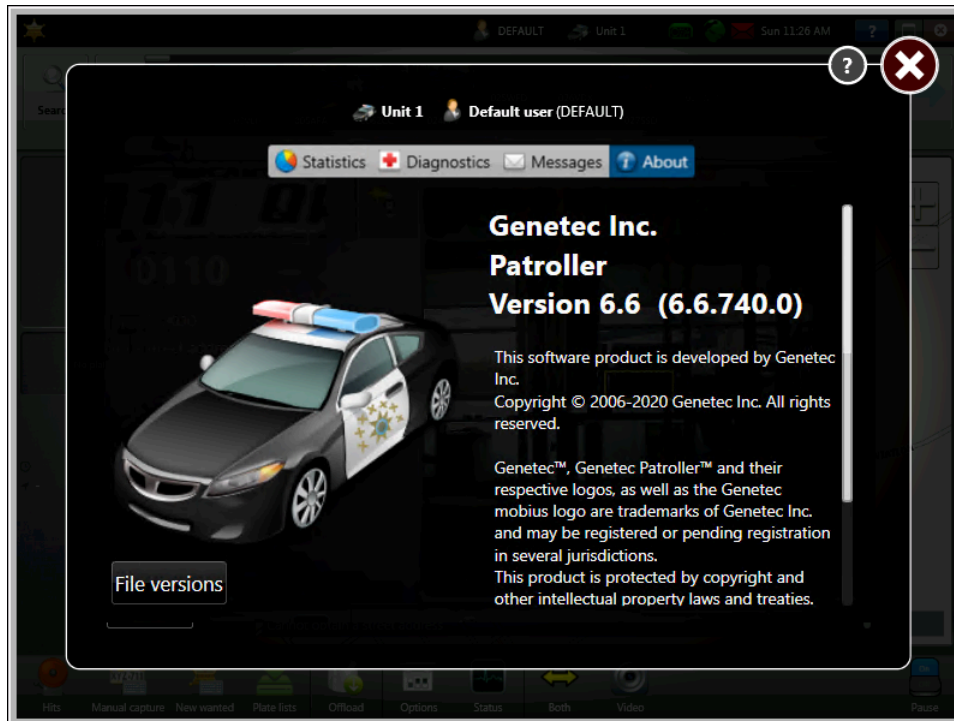 DEFAULT Unit 1 Sun 11:26 AM ?
?
Unit 1 Default user (DEFAULT)
Statistics Diagnostics Messages About
Genetec Inc.
Patroller
Version 6.6 (6.6.740.0)
This software product is developed by Genetec
Inc.
Copyright © 2006-2020 Genetec Inc. All rights
reserved.
Genetec™, Genetec Patroller™ and their
respective logos, as well as the Genetec
mobius logo are trademarks of Genetec Inc.
and may be registered or pending registration
in several jurisdictions.
This product is protected by copyright and
other intellectual property laws and treaties.
File versions
Hits Manual capture New wanted Plate lists Offload Options Status Both Video Pause